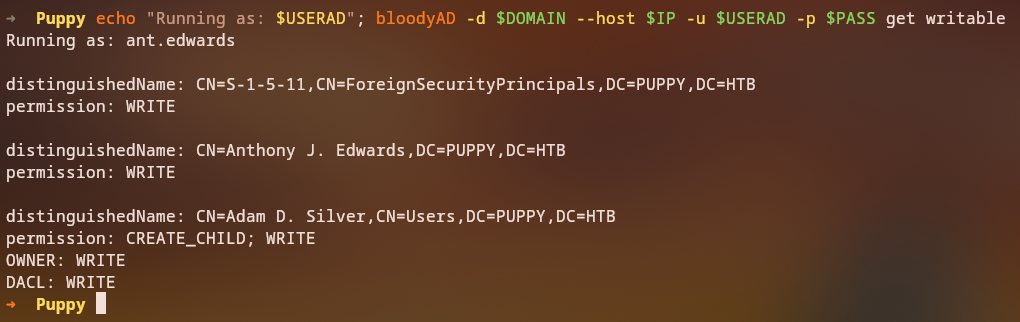 ➜  Puppy echo "Running as: $USERAD"; bloodyAD -d $DOMAIN --host $IP -u $USERAD -p $PASS get writable
Running as: ant.edwards

distinguishedName: CN=S-1-5-11,CN=ForeignSecurityPrincipals,DC=PUPPY,DC=HTB
permission: WRITE

distinguishedName: CN=Anthony J. Edwards,DC=PUPPY,DC=HTB
permission: WRITE

distinguishedName: CN=Adam D. Silver,CN=Users,DC=PUPPY,DC=HTB
permission: CREATE_CHILD; WRITE
OWNER: WRITE
DACL: WRITE
➜  Puppy